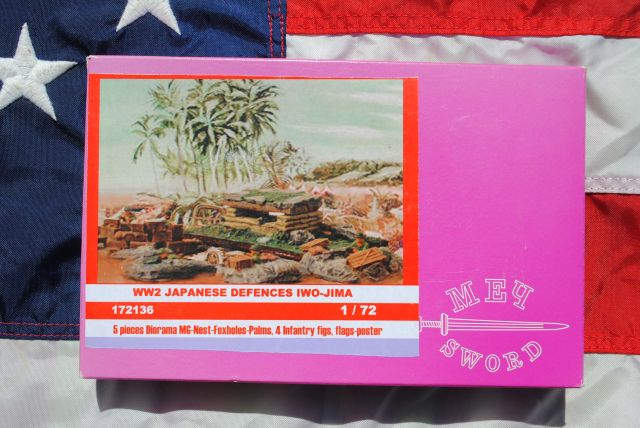 WW2 JAPANESE DEFENCES IWO-JIMA
172136 1 / 72
5 pieces Diorama MG-Nest-Foxholes-Palms, 4 Infantry figs, flags-poster
МЕЧ
SWORD